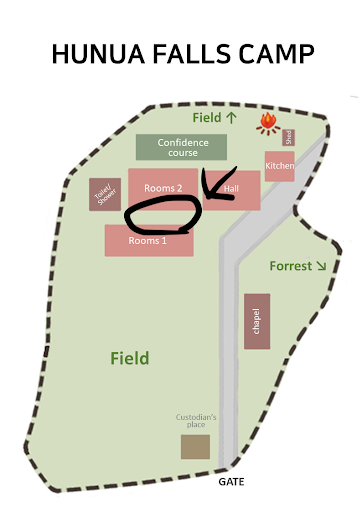 HUNUA FALLS CAMP
Field ↑
Confidence
course
Shed
Kitchen
Toilet/
Shower
Rooms 2
Hall
Rooms 1
Forrest ↘
chapel
Field
Custodian's
place
GATE